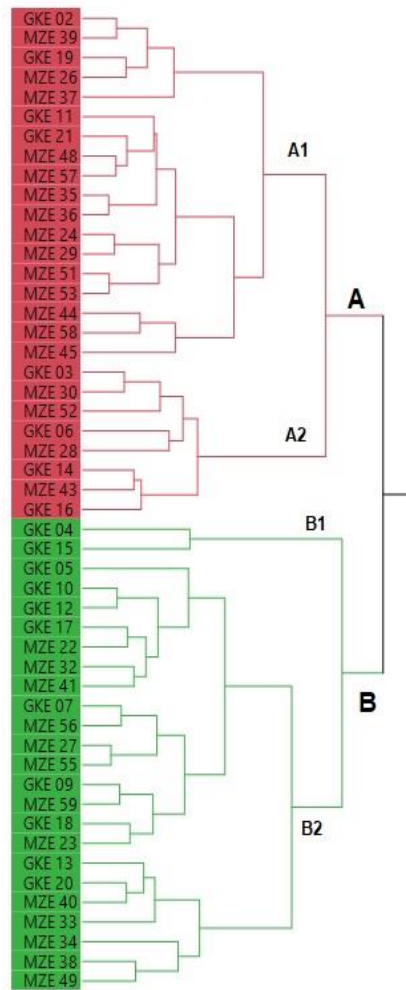 GKE 02
MZE 39
GKE 19
MZE 26
MZE 37
GKE 11
GKE 21
MZE 48
MZE 57
MZE 35
MZE 36
MZE 24
MZE 29
MZE 51
MZE 53
MZE 44
MZE 58
MZE 45
GKE 03
MZE 30
MZE 52
GKE 06
MZE 28
GKE 14
MZE 43
GKE 16
GKE 04
GKE 15
GKE 05
GKE 10
GKE 12
GKE 17
MZE 22
MZE 32
MZE 41
GKE 07
MZE 56
MZE 27
MZE 55
GKE 09
MZE 59
GKE 18
MZE 23
GKE 13
GKE 20
MZE 40
MZE 33
MZE 34
MZE 38
MZE 49
A1
A
A2
B1
B
B2